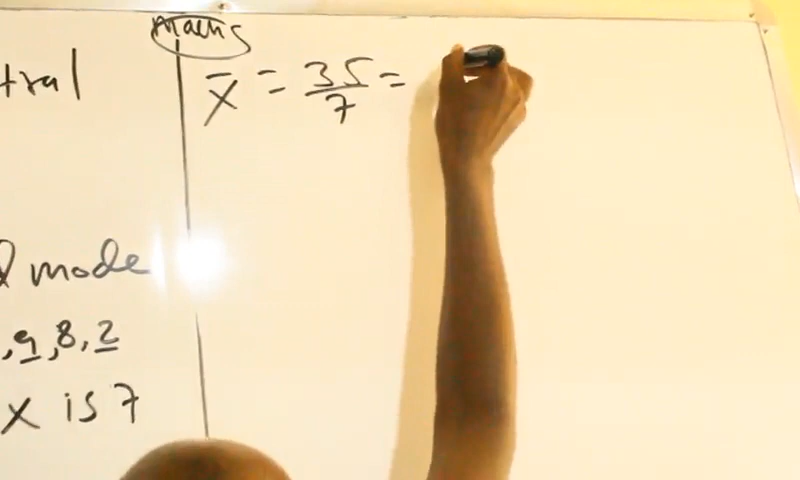 maths
tral
x̄ = 35/7 =
mode
, 9, 8, 2
x is 7